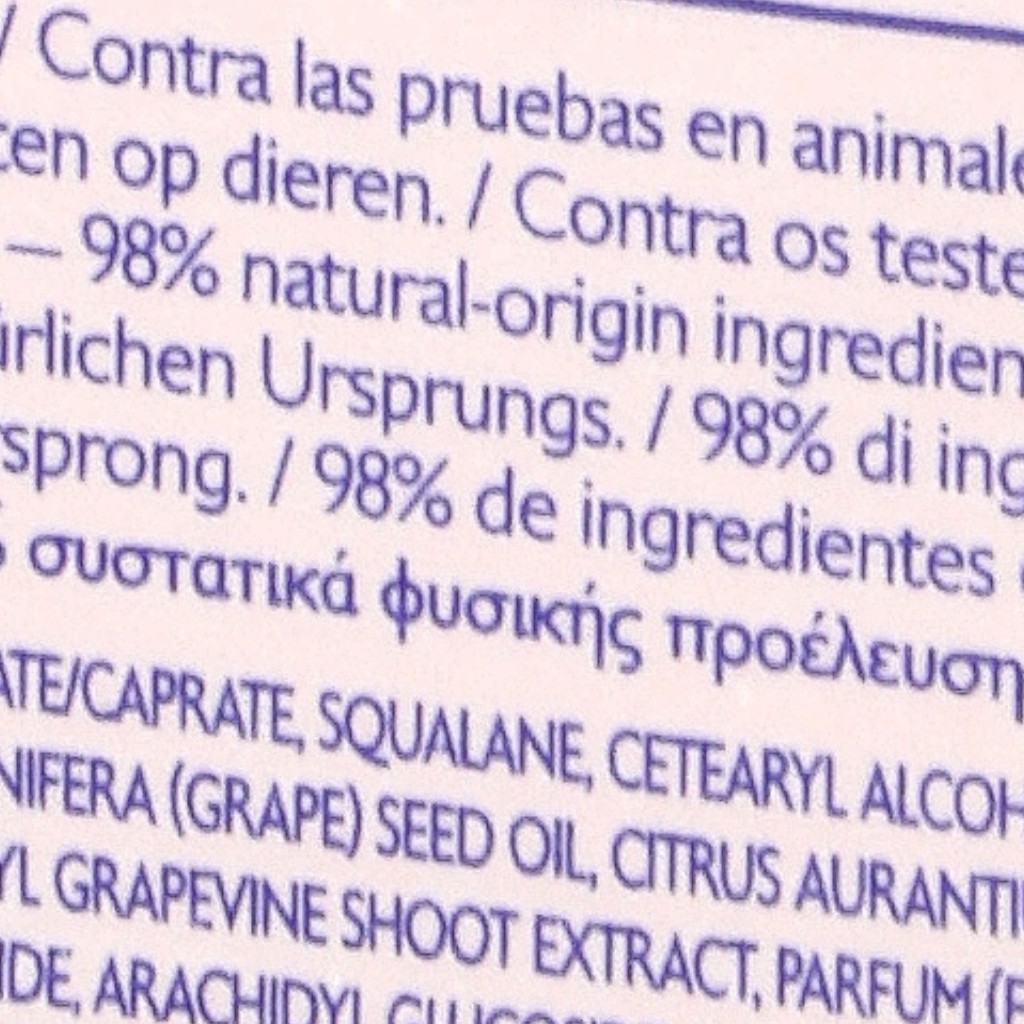 / Contra las pruebas en animale
ten op dieren. / Contra os teste
— 98% natural-origin ingredien
ürlichen Ursprungs. / 98% di ing
rsprong. / 98% de ingredientes
συστατικά φυσικής προέλευση
ATE/CAPRATE, SQUALANE, CETEARYL ALCOH
NIFERA (GRAPE) SEED OIL, CITRUS AURANTI
YL GRAPEVINE SHOOT EXTRACT, PARFUM (F
IDE, ARACHIDYL